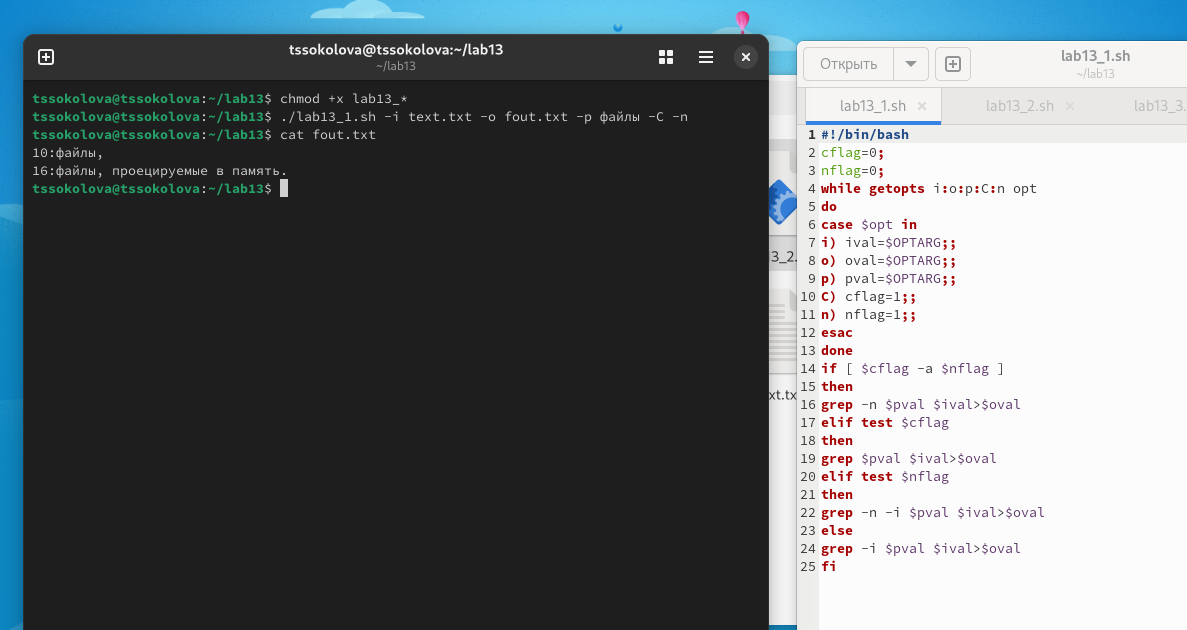 tssokolova@tssokolova:~/lab13
~/lab13
tssokolova@tssokolova:~/lab13$ chmod +x lab13_*
tssokolova@tssokolova:~/lab13$ ./lab13_1.sh -i text.txt -o fout.txt -p файлы -C -n
tssokolova@tssokolova:~/lab13$ cat fout.txt
10:файлы,
16:файлы, проецируемые в память.
tssokolova@tssokolova:~/lab13$
3_2.
xt.tx
Открыть
lab13_1.sh
~/lab13
lab13_1.sh × lab13_2.sh × lab13_3.
1 #!/bin/bash
2 cflag=0;
3 nflag=0;
4 while getopts i:o:p:C:n opt
5 do
6 case $opt in
7 i) ival=$OPTARG;;
8 o) oval=$OPTARG;;
9 p) pval=$OPTARG;;
10 C) cflag=1;;
11 n) nflag=1;;
12 esac
13 done
14 if [ $cflag -a $nflag ]
15 then
16 grep -n $pval $ival>$oval
17 elif test $cflag
18 then
19 grep $pval $ival>$oval
20 elif test $nflag
21 then
22 grep -n -i $pval $ival>$oval
23 else
24 grep -i $pval $ival>$oval
25 fi